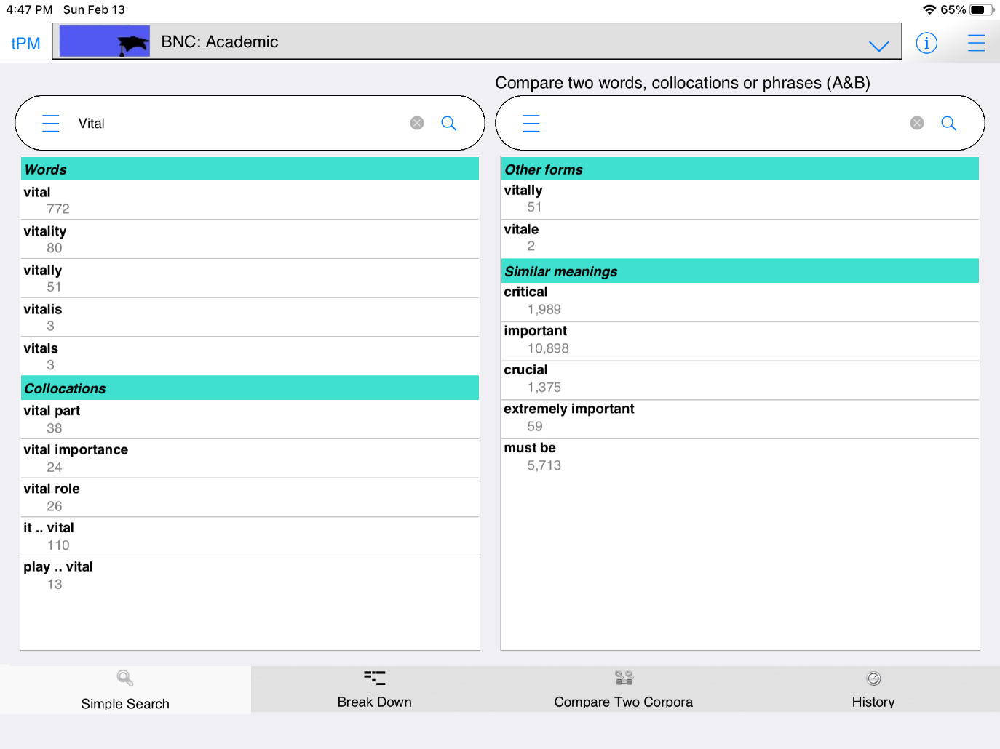 4:47 PM Sun Feb 13
65%
tPM
BNC: Academic
i
Compare two words, collocations or phrases (A&B)
Vital
Words
vital
772
vitality
80
vitally
51
vitalis
3
vitals
3
Collocations
vital part
38
vital importance
24
vital role
26
it .. vital
110
play .. vital
13
Other forms
vitally
51
vitale
2
Similar meanings
critical
1,989
important
10,898
crucial
1,375
extremely important
59
must be
5,713
Simple Search
Break Down
Compare Two Corpora
History